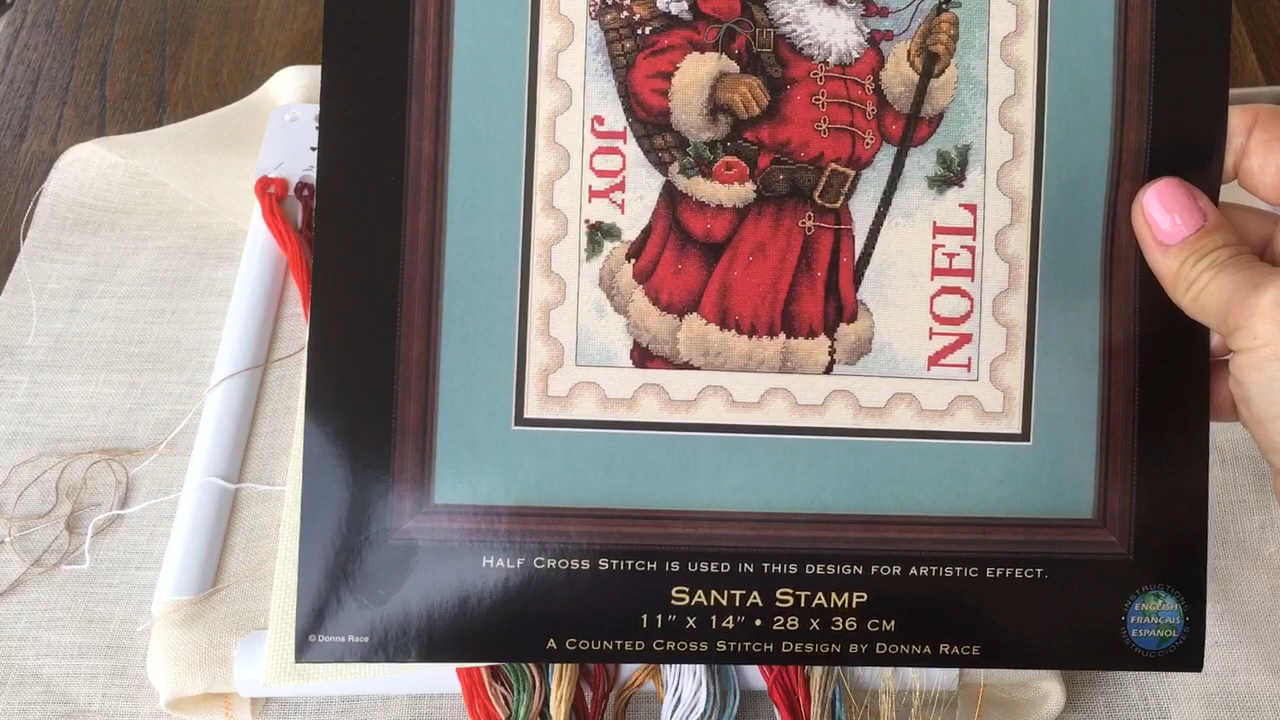 JOY
NOEL
HALF CROSS STITCH IS USED IN THIS DESIGN FOR ARTISTIC EFFECT.
SANTA STAMP
11" X 14" • 28 X 36 CM
A COUNTED CROSS STITCH DESIGN BY DONNA RACE
© Donna Race
INSTRUCTIONS
ENGLISH
FRANÇAIS
ESPAÑOL
INSTRUCCIONES